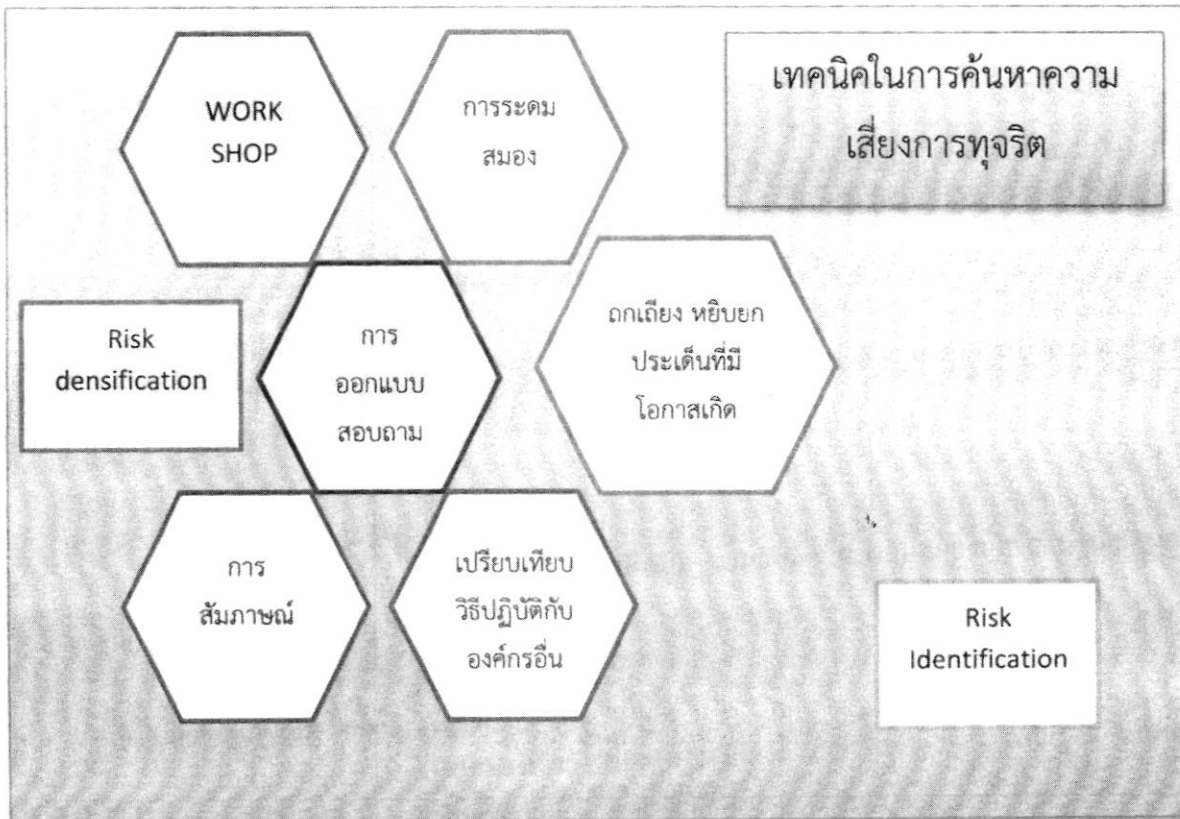 เทคนิคในการค้นหาความ
เสี่ยงการทุจริต
WORK
SHOP
การระดม
สมอง
ถกเถียง หยิบยก
ประเด็นที่มี
โอกาสเกิด
Risk
densification
การ
ออกแบบ
สอบถาม
การ
สัมภาษณ์
เปรียบเทียบ
วิธีปฏิบัติกับ
องค์กรอื่น
Risk
Identification